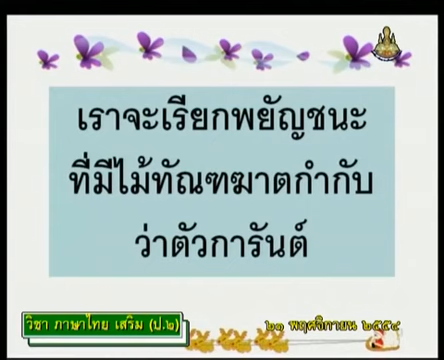 เราจะเรียกพยัญชนะ
ที่มีไม้ทัณฑฆาตกำกับ
ว่าตัวการันต์
วิชา ภาษาไทย เสริม (ป.๒)
๒๑ พฤศจิกายน ๒๕๕๔